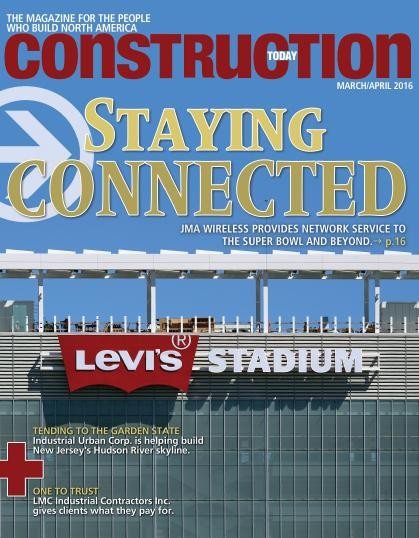 THE MAGAZINE FOR THE PEOPLE
WHO BUILD NORTH AMERICA
CONSTRUCTION
TODAY
MARCH/APRIL 2016
STAYING
CONNECTED
JMA WIRELESS PROVIDES NETWORK SERVICE TO
THE SUPER BOWL AND BEYOND.→ p.16
LEVI'S® STADIUM
TENDING TO THE GARDEN STATE
Industrial Urban Corp. is helping build
New Jersey's Hudson River skyline.
ONE TO TRUST
LMC Industrial Contractors Inc.
gives clients what they pay for.